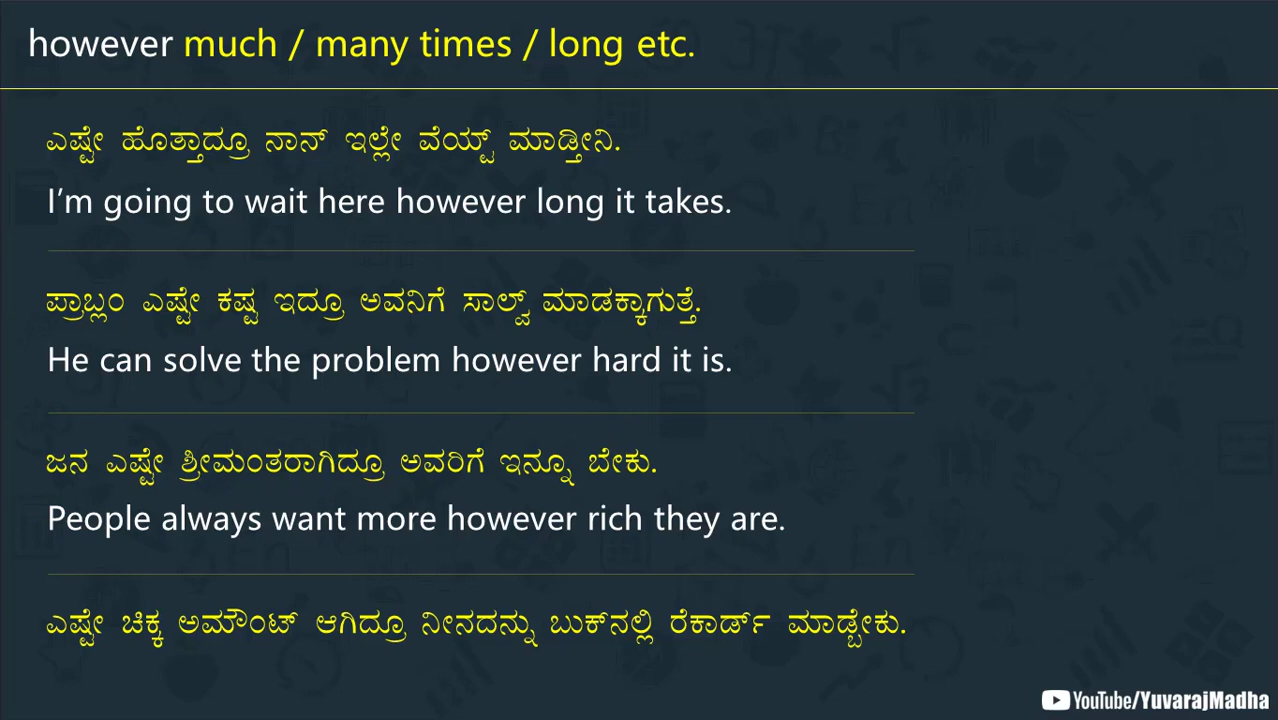 however much / many times / long etc.
ಎಷ್ಟೇ ಹೊತ್ತಾದ್ರೂ ನಾನ್ ಇಲ್ಲೇ ವೆಯ್ಟ್ ಮಾಡ್ತೀನಿ.
I’m going to wait here however long it takes.
ಪ್ರಾಬ್ಲಂ ಎಷ್ಟೇ ಕಷ್ಟ ಇದ್ರೂ ಅವನಿಗೆ ಸಾಲ್ವ್ ಮಾಡಕ್ಕಾಗುತ್ತೆ.
He can solve the problem however hard it is.
ಜನ ಎಷ್ಟೇ ಶ್ರೀಮಂತರಾಗಿದ್ರೂ ಅವರಿಗೆ ಇನ್ನೂ ಬೇಕು.
People always want more however rich they are.
ಎಷ್ಟೇ ಚಿಕ್ಕ ಅಮೌಂಟ್ ಆಗಿದ್ರೂ ನೀನದನ್ನು ಬುಕ್‌ನಲ್ಲಿ ರೆಕಾರ್ಡ್ ಮಾಡ್ಬೇಕು.
YouTube/YuvarajMadha